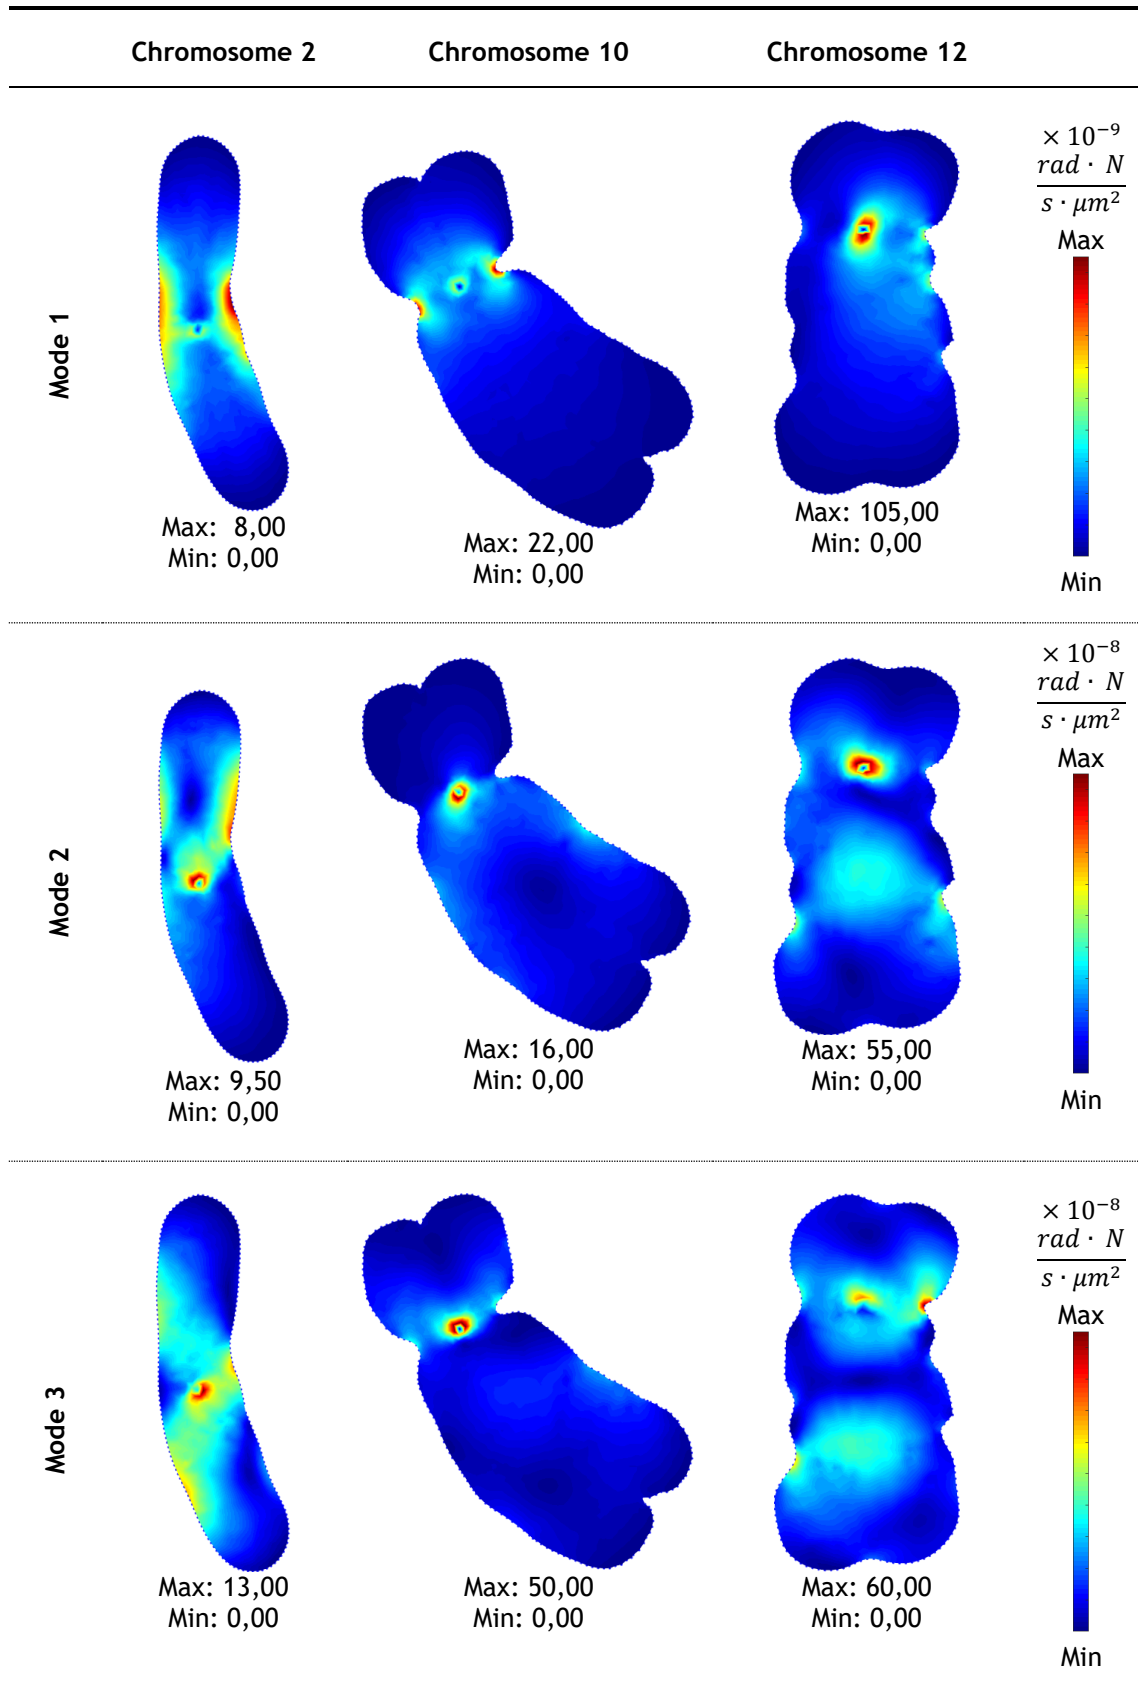 Chromosome 2 Chromosome 10 Chromosome 12
Mode 1
× 10⁻⁹
rad · N
s · μm²
Max
Min
Max: 8,00
Min: 0,00
Max: 22,00
Min: 0,00
Max: 105,00
Min: 0,00
Mode 2
× 10⁻⁸
rad · N
s · μm²
Max
Min
Max: 9,50
Min: 0,00
Max: 16,00
Min: 0,00
Max: 55,00
Min: 0,00
Mode 3
× 10⁻⁸
rad · N
s · μm²
Max
Min
Max: 13,00
Min: 0,00
Max: 50,00
Min: 0,00
Max: 60,00
Min: 0,00